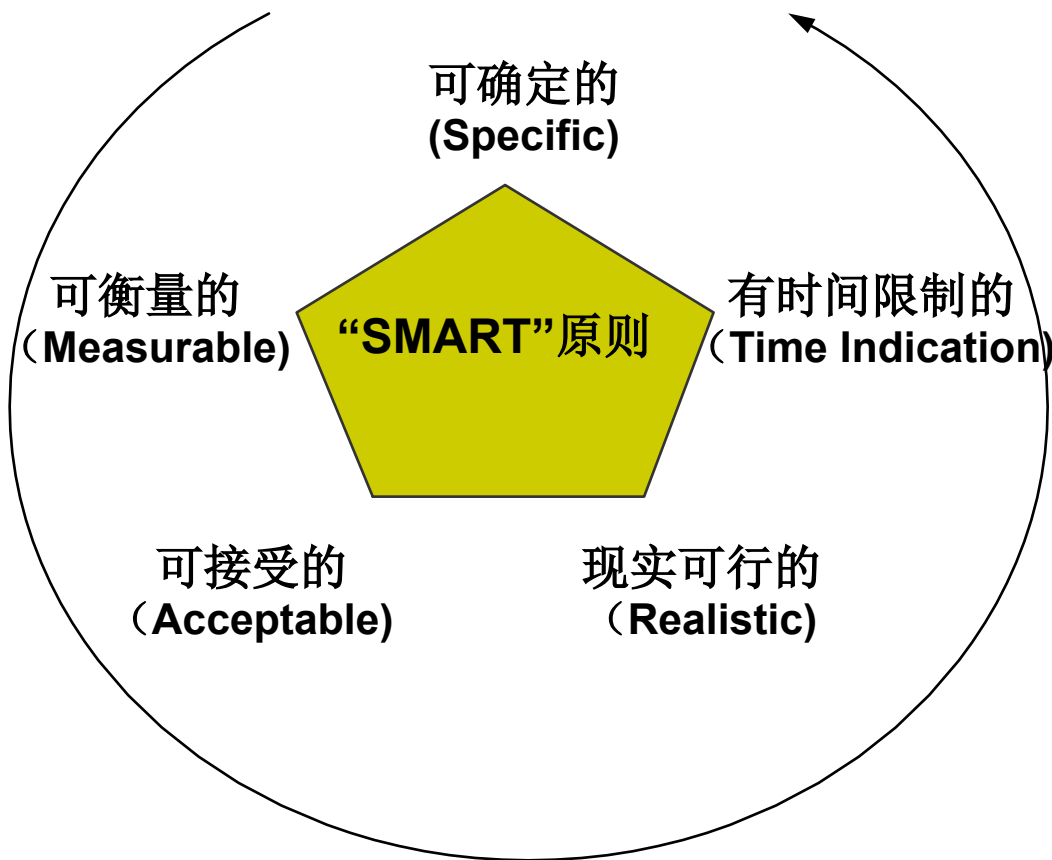 可确定的
(Specific)
可衡量的
（Measurable)
“SMART”原则
有时间限制的
（Time Indication)
可接受的
（Acceptable)
现实可行的
（Realistic)